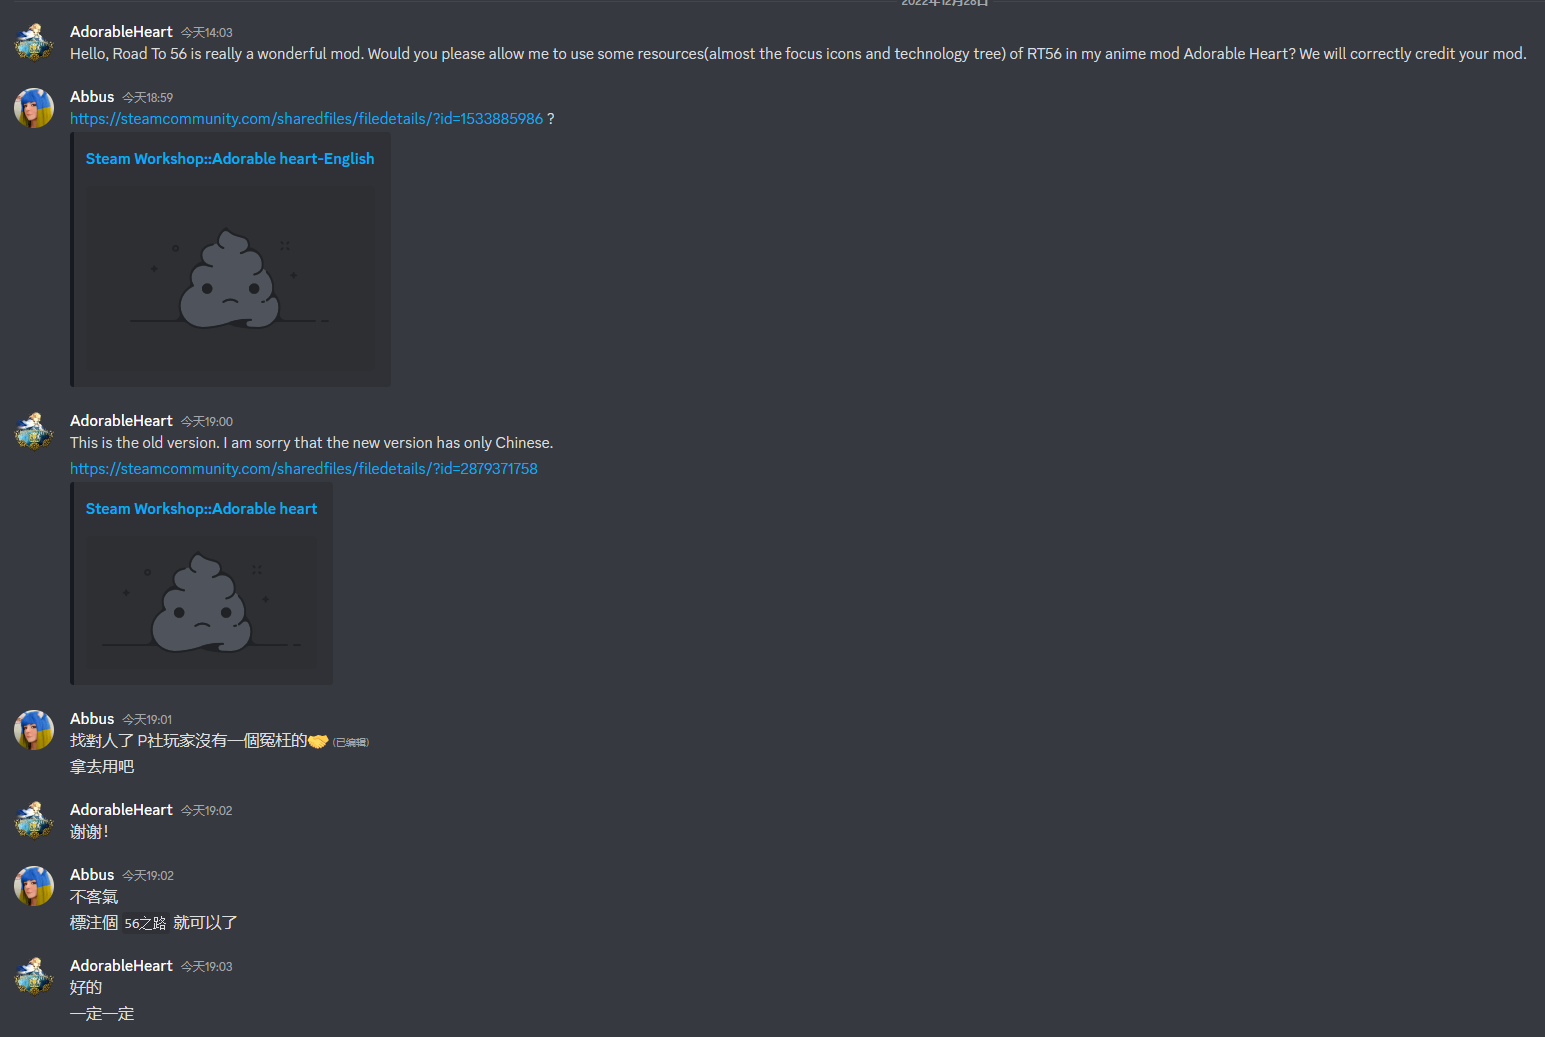 2022年12月28日
AdorableHeart 今天14:03
Hello, Road To 56 is really a wonderful mod. Would you please allow me to use some resources(almost the focus icons and technology tree) of RT56 in my anime mod Adorable Heart? We will correctly credit your mod.
Abbus 今天18:59
https://steamcommunity.com/sharedfiles/filedetails/?id=1533885986 ?
Steam Workshop::Adorable heart-English
AdorableHeart 今天19:00
This is the old version. I am sorry that the new version has only Chinese.
https://steamcommunity.com/sharedfiles/filedetails/?id=2879371758
Steam Workshop::Adorable heart
Abbus 今天19:01
找對人了 P社玩家沒有一個冤枉的🤝 (已编辑)
拿去用吧
AdorableHeart 今天19:02
谢谢！
Abbus 今天19:02
不客氣
標注個 56之路 就可以了
AdorableHeart 今天19:03
好的
一定一定